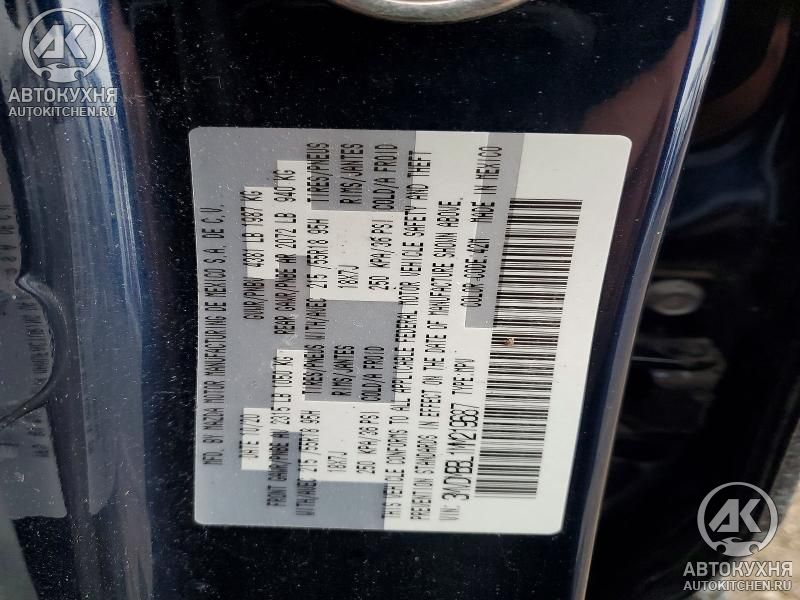 AK
АВТОКУХНЯ
AUTOKITCHEN.RU
MFD. BY MAZDA MOTOR MANUFACTURING DE MEXICO S.A. DE C.V.
DATE 11/20 GVWR/PNBV 4381 LB 1987 KG
FRONT GAWR/PNBE AV 2315 LB 1050 KG REAR GAWR/PNBE AR 2072 LB 940 KG
WITH/AVEC 215/55R18 95H TIRES/PNEUS WITH/AVEC 215/55R18 95H TIRES/PNEUS
18X7J RIMS/JANTES 18X7J RIMS/JANTES
250 KPA/36 PSI COLD/A FROID 250 KPA/36 PSI COLD/A FROID
THIS VEHICLE CONFORMS TO ALL APPLICABLE FEDERAL MOTOR VEHICLE SAFETY AND THEFT
PREVENTION STANDARDS IN EFFECT ON THE DATE OF MANUFACTURE SHOWN ABOVE.
VIN: TYPE:MPV COLOR CODE:42M MADE IN MEXICO
AK
АВТОКУХНЯ
AUTOKITCHEN.RU